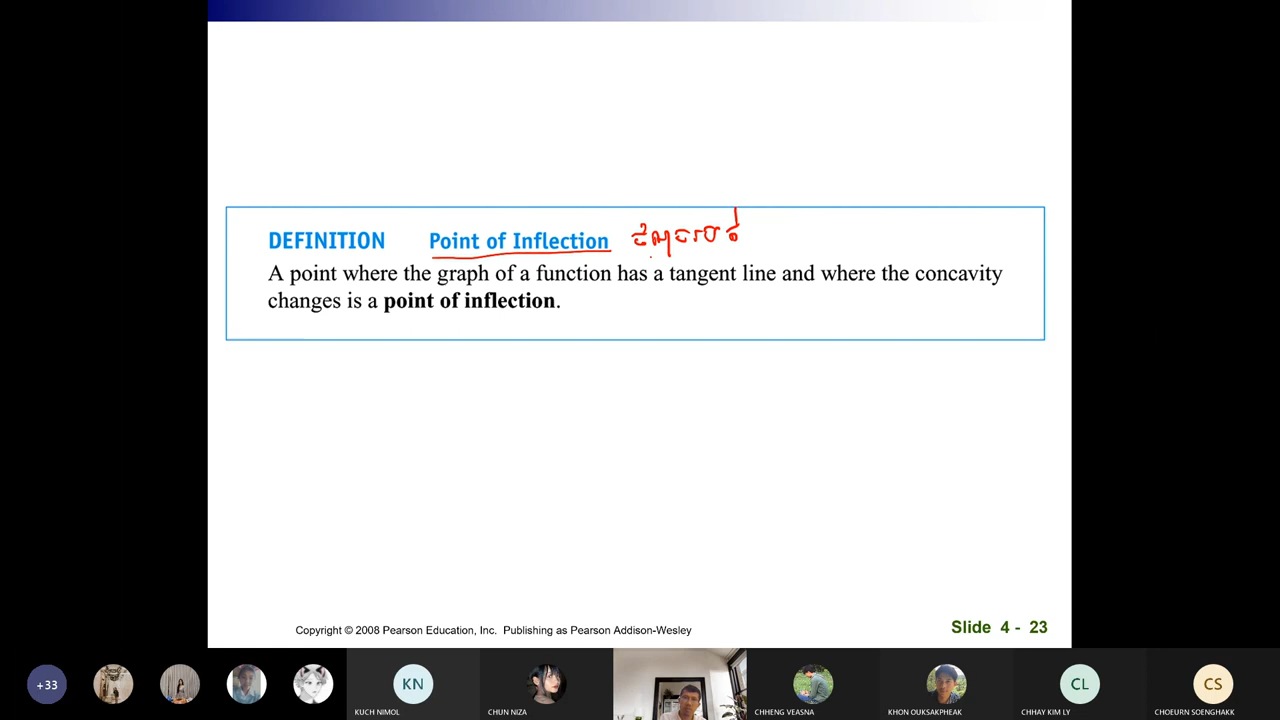 DEFINITION Point of Inflection
A point where the graph of a function has a tangent line and where the concavity
changes is a point of inflection.
Copyright © 2008 Pearson Education, Inc. Publishing as Pearson Addison-Wesley
Slide 4 - 23
+33
KN
KUCH NIMOL
CHUN NIZA
CHHENG VEASNA
KHON OUKSAKPHEAK
CL
CHHAY KIM LY
CS
CHOEURN SOENGHAKK